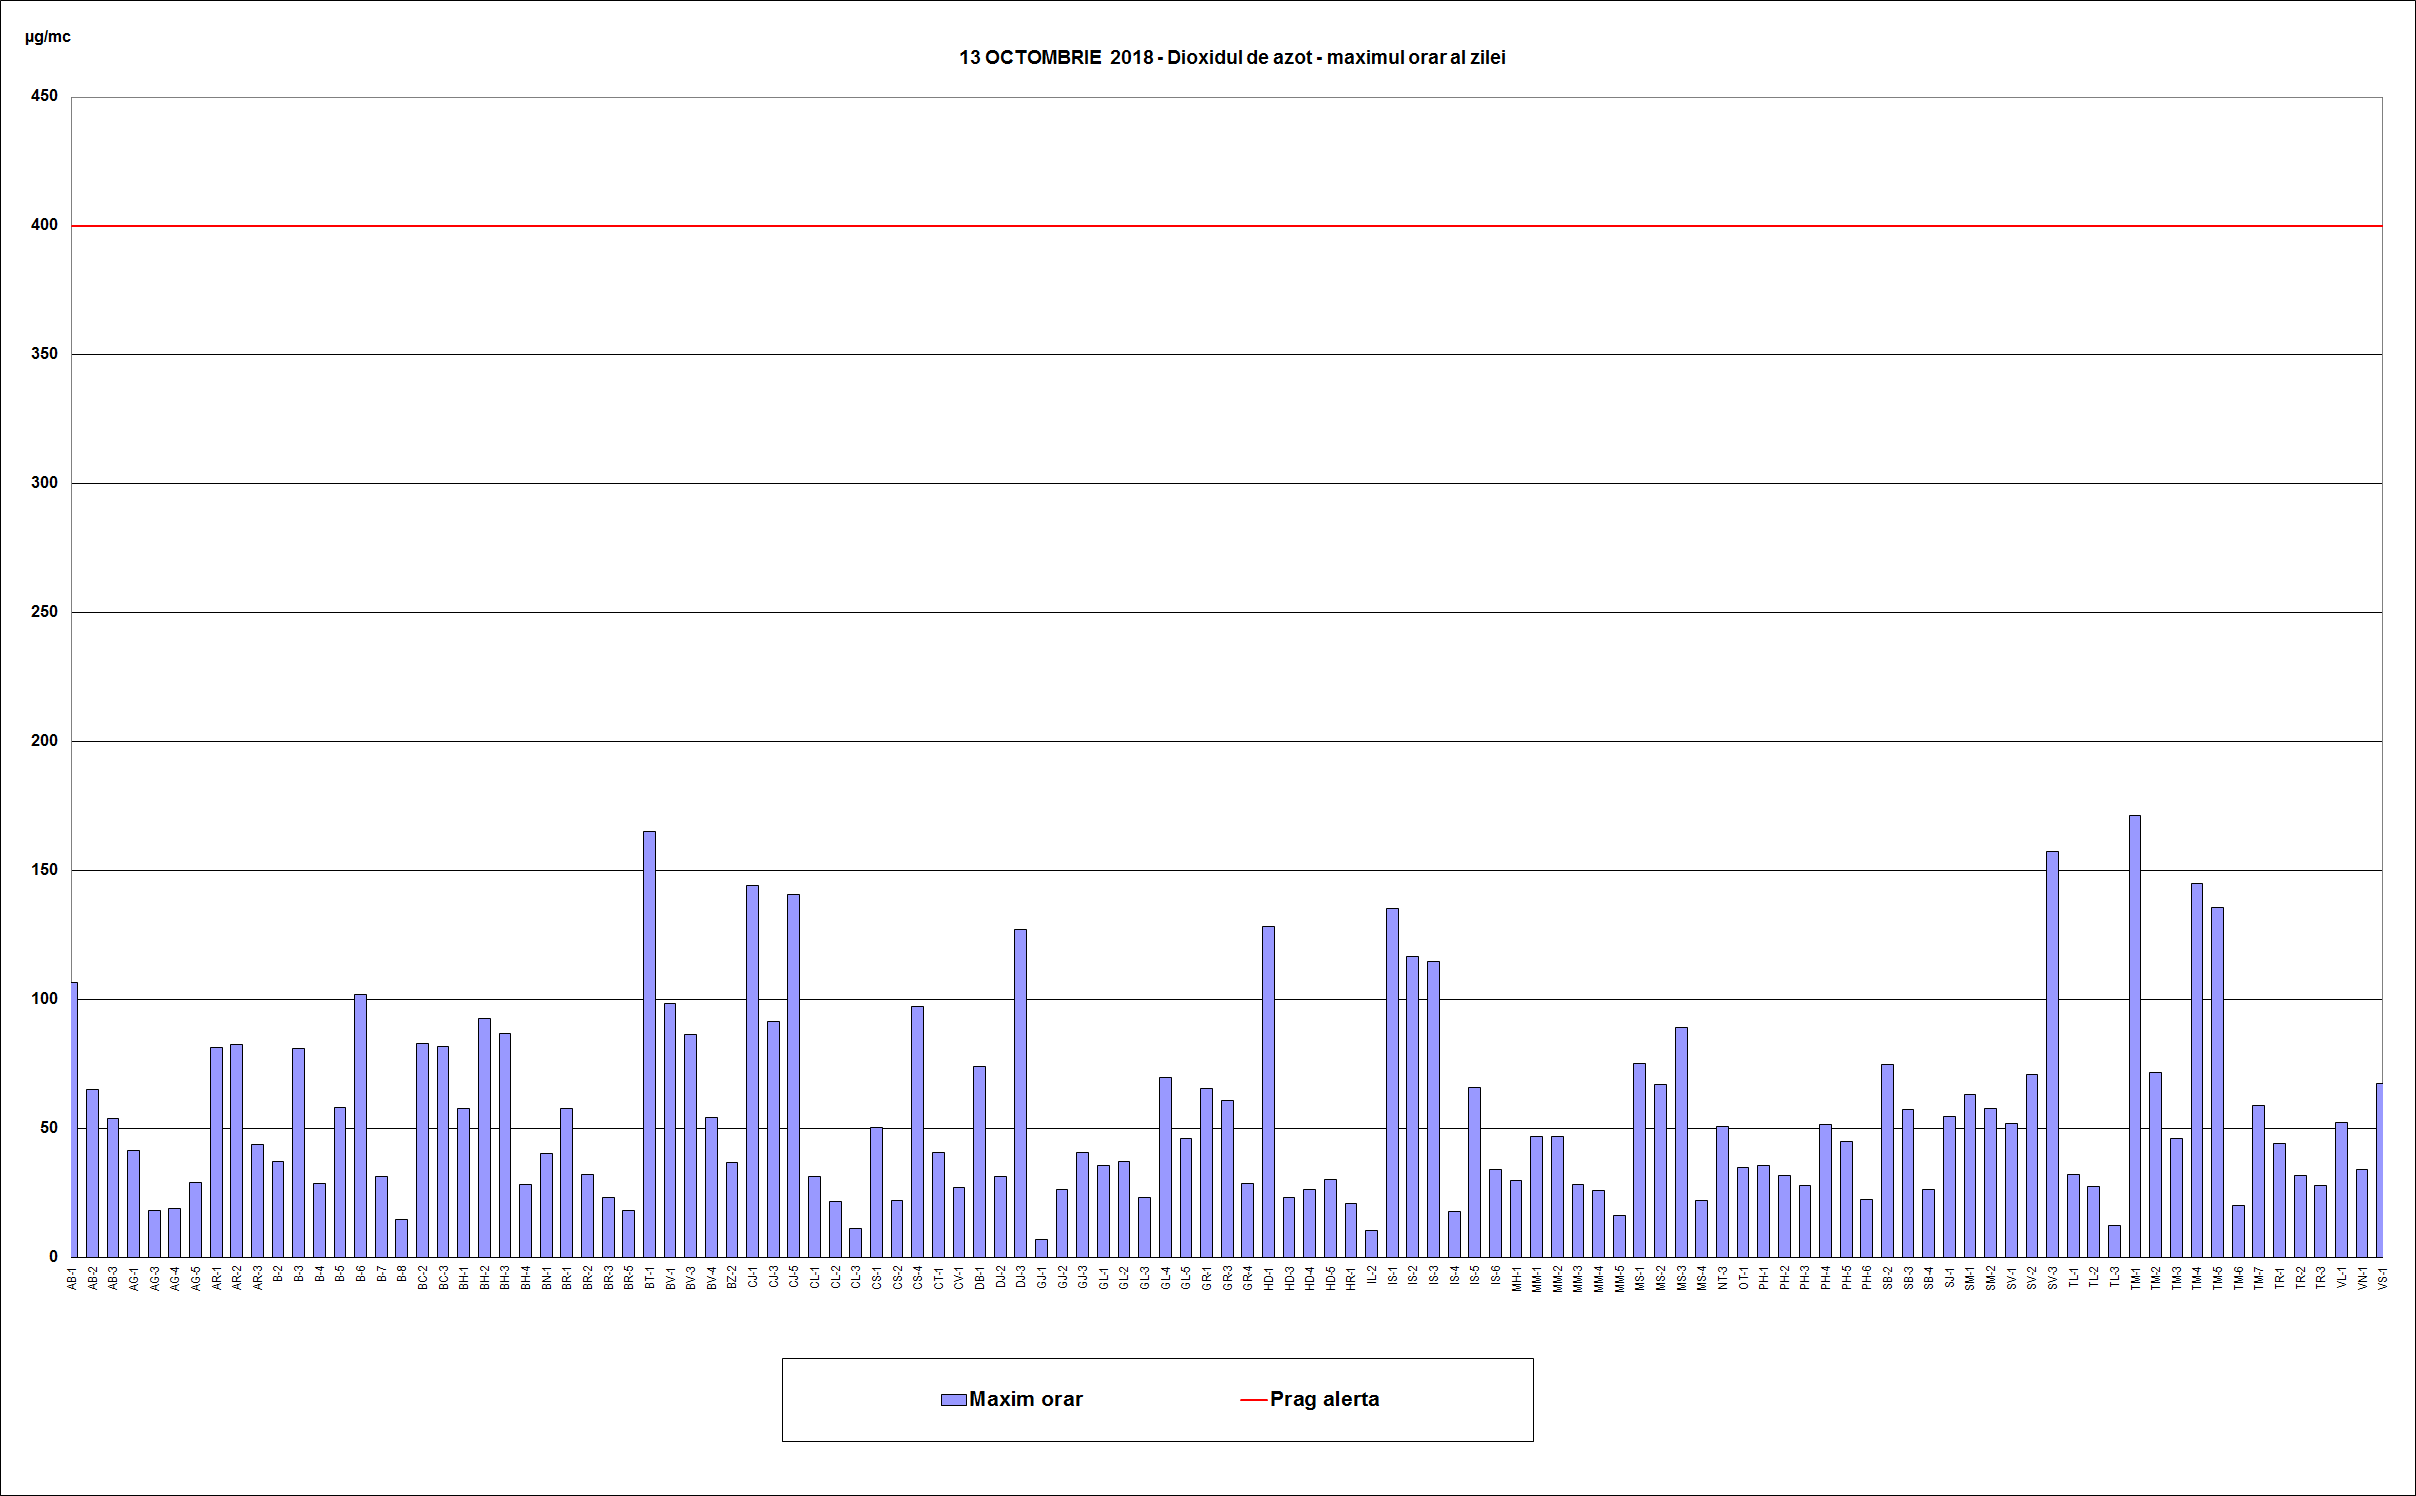 µg/mc
13 OCTOMBRIE 2018 - Dioxidul de azot - maximul orar al zilei
450
400
350
300
250
200
150
100
50
0
AB-1 AB-2 AB-3 AG-1 AG-3 AG-4 AG-5 AR-1 AR-2 AR-3 B-2 B-3 B-4 B-5 B-6 B-7 B-8 BC-2 BC-3 BH-1 BH-2 BH-3 BH-4 BN-1 BR-1 BR-2 BR-3 BR-5 BT-1 BV-1 BV-3 BV-4 BZ-2 CJ-1 CJ-3 CJ-5 CL-1 CL-2 CL-3 CS-1 CS-2 CS-4 CT-1 CV-1 DB-1 DJ-2 DJ-3 GJ-1 GJ-2 GJ-3 GL-1 GL-2 GL-3 GL-4 GL-5 GR-1 GR-3 GR-4 HD-1 HD-3 HD-4 HD-5 HR-1 IL-2 IS-1 IS-2 IS-3 IS-4 IS-5 IS-6 MH-1 MM-1 MM-2 MM-3 MM-4 MM-5 MS-1 MS-2 MS-3 MS-4 NT-3 OT-1 PH-1 PH-2 PH-3 PH-4 PH-5 PH-6 SB-2 SB-3 SB-4 SJ-1 SM-1 SM-2 SV-1 SV-2 SV-3 TL-1 TL-2 TL-3 TM-1 TM-2 TM-3 TM-4 TM-5 TM-6 TM-7 TR-1 TR-2 TR-3 VL-1 VN-1 VS-1
Maxim orar Prag alerta